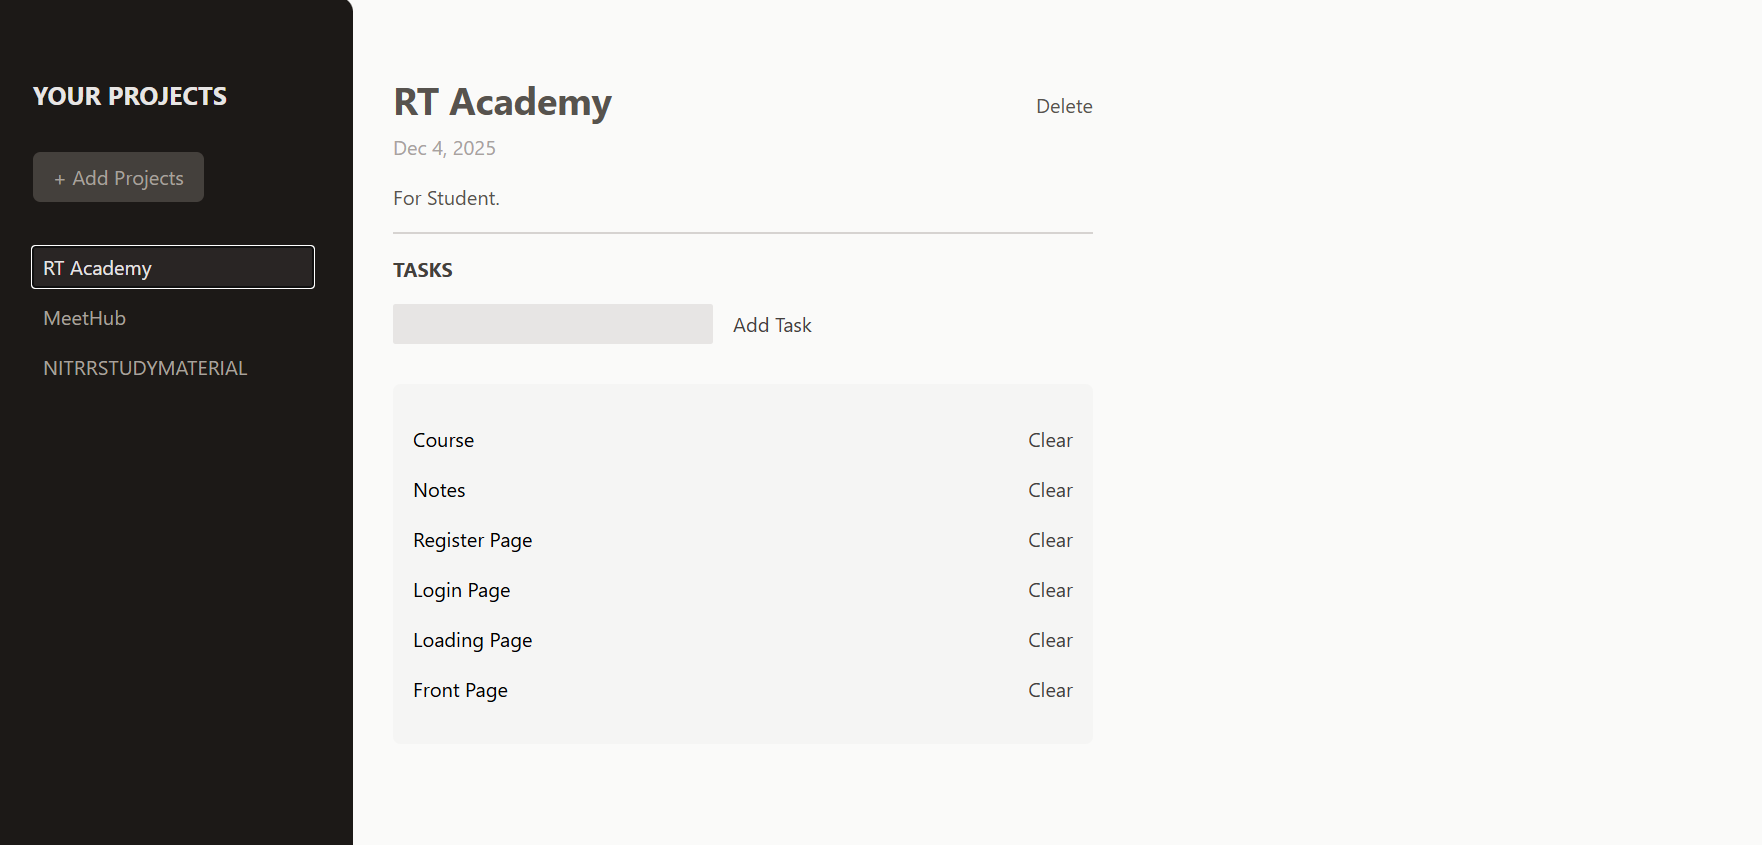 YOUR PROJECTS
+ Add Projects
RT Academy
MeetHub
NITRRSTUDYMATERIAL
RT Academy
Delete
Dec 4, 2025
For Student.
TASKS
Add Task
Course Clear
Notes Clear
Register Page Clear
Login Page Clear
Loading Page Clear
Front Page Clear